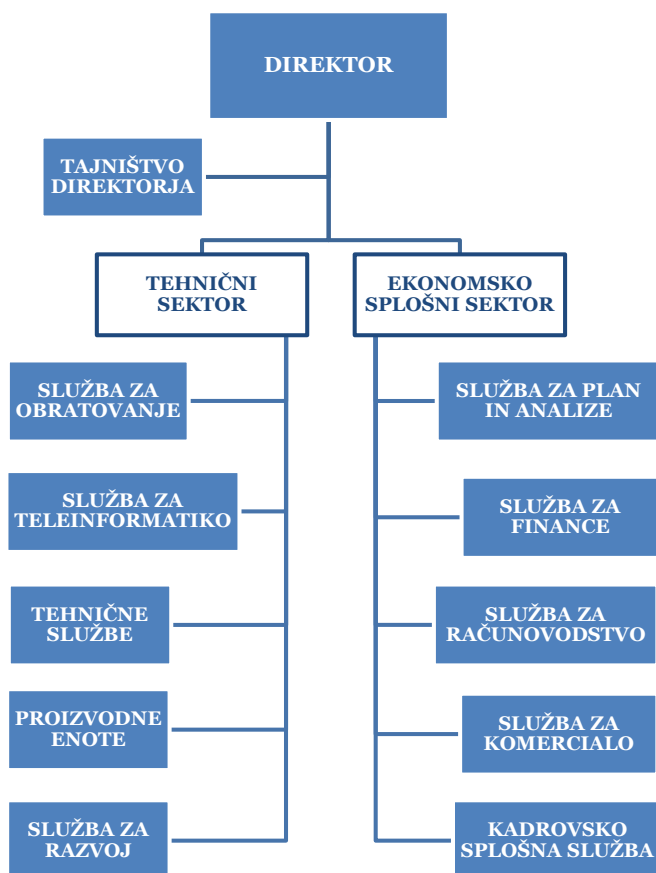 DIREKTOR
TAJNIŠTVO
DIREKTORJA
TEHNIČNI
SEKTOR
EKONOMSKO
SPLOŠNI SEKTOR
SLUŽBA ZA
OBRATOVANJE
SLUŽBA ZA PLAN
IN ANALIZE
SLUŽBA ZA
TELEINFORMATIKO
SLUŽBA ZA
FINANCE
TEHNIČNE
SLUŽBE
SLUŽBA ZA
RAČUNOVODSTVO
PROIZVODNE
ENOTE
SLUŽBA ZA
KOMERCIALO
SLUŽBA ZA
RAZVOJ
KADROVSKO
SPLOŠNA SLUŽBA